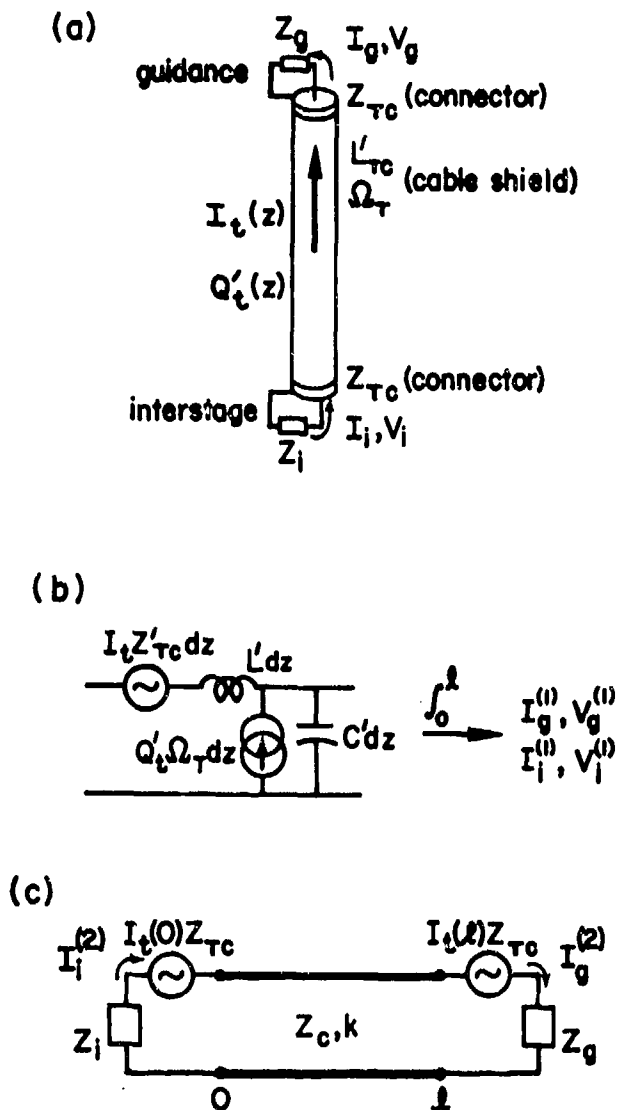 (a)
Z_g
I_g, V_g
guidance
Z_TC (connector)
L'_TC
Ω_T (cable shield)
I_t(z)
Q'_t(z)
Z_TC (connector)
interstage
I_i, V_i
Z_i
(b)
I_t Z'_TC dz
L'dz
Q'_t Ω_T dz
C'dz
∫_0^ℓ
I_g^(1), V_g^(1)
I_i^(1), V_i^(1)
(c)
I_i^(2)
I_t(0)Z_TC
I_t(ℓ)Z_TC
I_g^(2)
Z_i
Z_c, k
Z_g
0
ℓ